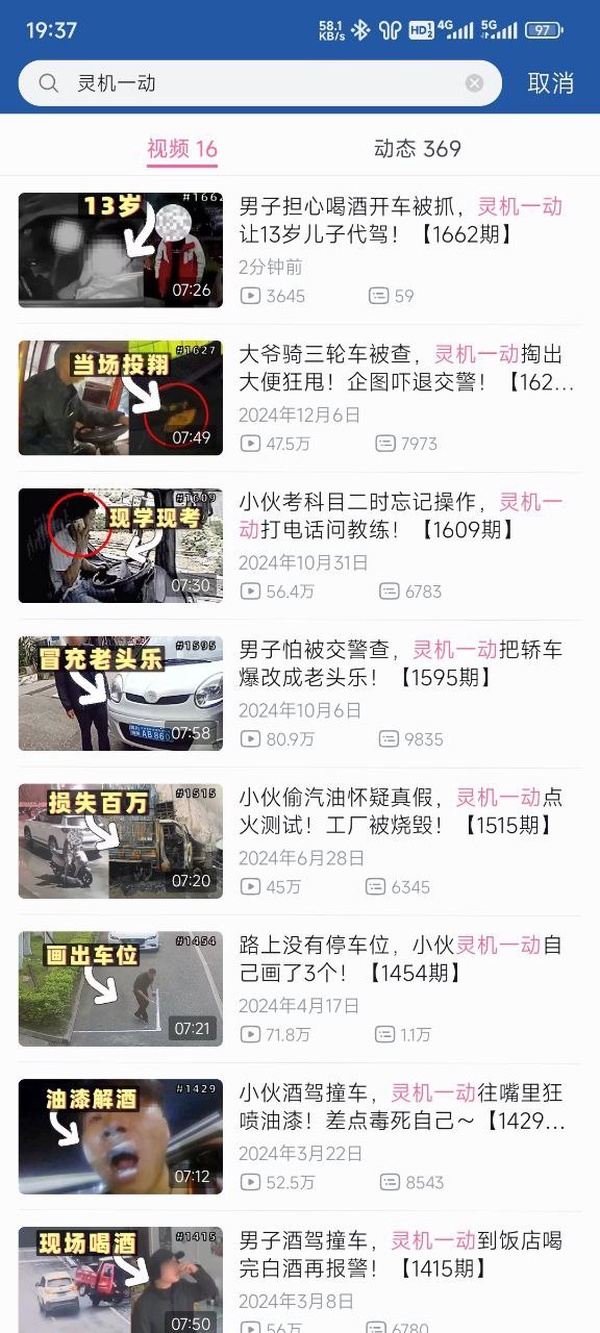 19:37
58.1 KB/s HD 1 2 4G 5G 97
灵机一动
取消
视频 16
动态 369
13岁
#1662
07:26
男子担心喝酒开车被抓，灵机一动
让13岁儿子代驾！【1662期】
2分钟前
3645
59
当场投翔
#1627
07:49
大爷骑三轮车被查，灵机一动掏出
大便狂甩！企图吓退交警！【162...
2024年12月6日
47.5万
7973
现学现考
#1609
07:30
小伙考科目二时忘记操作，灵机一
动打电话问教练！【1609期】
2024年10月31日
56.4万
6783
冒充老头乐
#1595
07:58
男子怕被交警查，灵机一动把轿车
爆改成老头乐！【1595期】
2024年10月6日
80.9万
9835
损失百万
#1515
07:20
小伙偷汽油怀疑真假，灵机一动点
火测试！工厂被烧毁！【1515期】
2024年6月28日
45万
6345
画出车位
#1454
07:21
路上没有停车位，小伙灵机一动自
己画了3个！【1454期】
2024年4月17日
71.8万
1.1万
油漆解酒
#1429
07:12
小伙酒驾撞车，灵机一动往嘴里狂
喷油漆！差点毒死自己～【1429...
2024年3月22日
52.5万
8543
现场喝酒
#1415
07:50
男子酒驾撞车，灵机一动到饭店喝
完白酒再报警！【1415期】
2024年3月8日
56万
6780